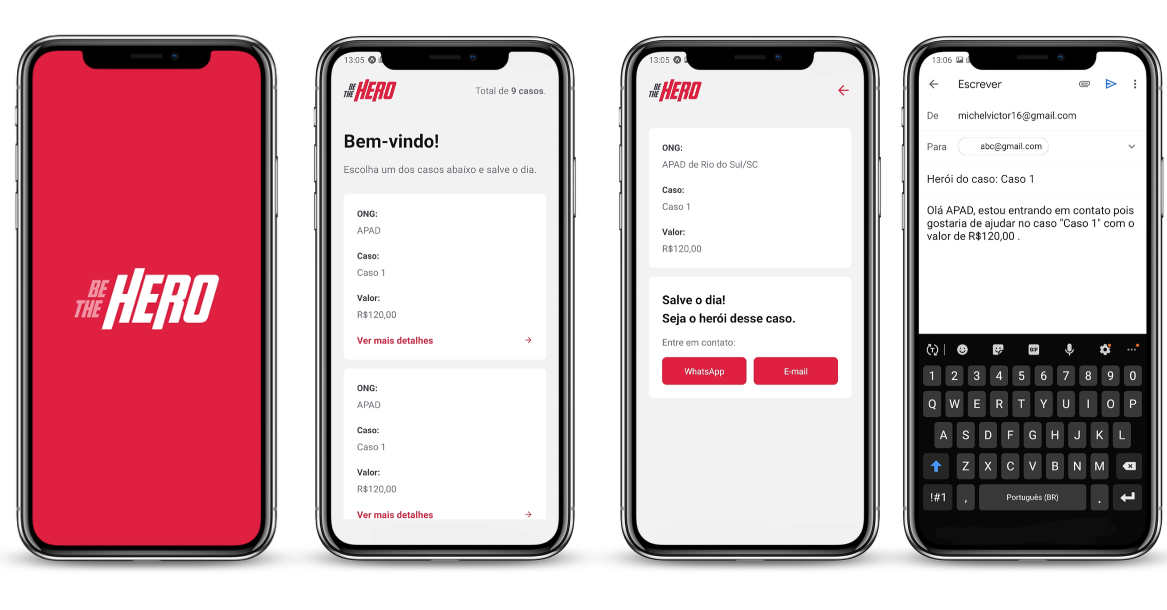 BE
THE HERO
13:05
BE
THE HERO
Total de 9 casos.
Bem-vindo!
Escolha um dos casos abaixo e salve o dia.
ONG:
APAD
Caso:
Caso 1
Valor:
R$120,00
Ver mais detalhes
ONG:
APAD
Caso:
Caso 1
Valor:
R$120,00
Ver mais detalhes
13:05
BE
THE HERO
ONG:
APAD de Rio do Sul/SC
Caso:
Caso 1
Valor:
R$120,00
Salve o dia!
Seja o herói desse caso.
Entre em contato:
WhatsApp E-mail
13:06
Escrever
De michelvictor16@gmail.com
Para abc@gmail.com
Herói do caso: Caso 1
Olá APAD, estou entrando em contato pois
gostaria de ajudar no caso "Caso 1" com o
valor de R$120,00 .
GIF
1 2 3 4 5 6 7 8 9 0
Q W E R T Y U I O P
A S D F G H J K L
Z X C V B N M
!#1 , Português (BR) .